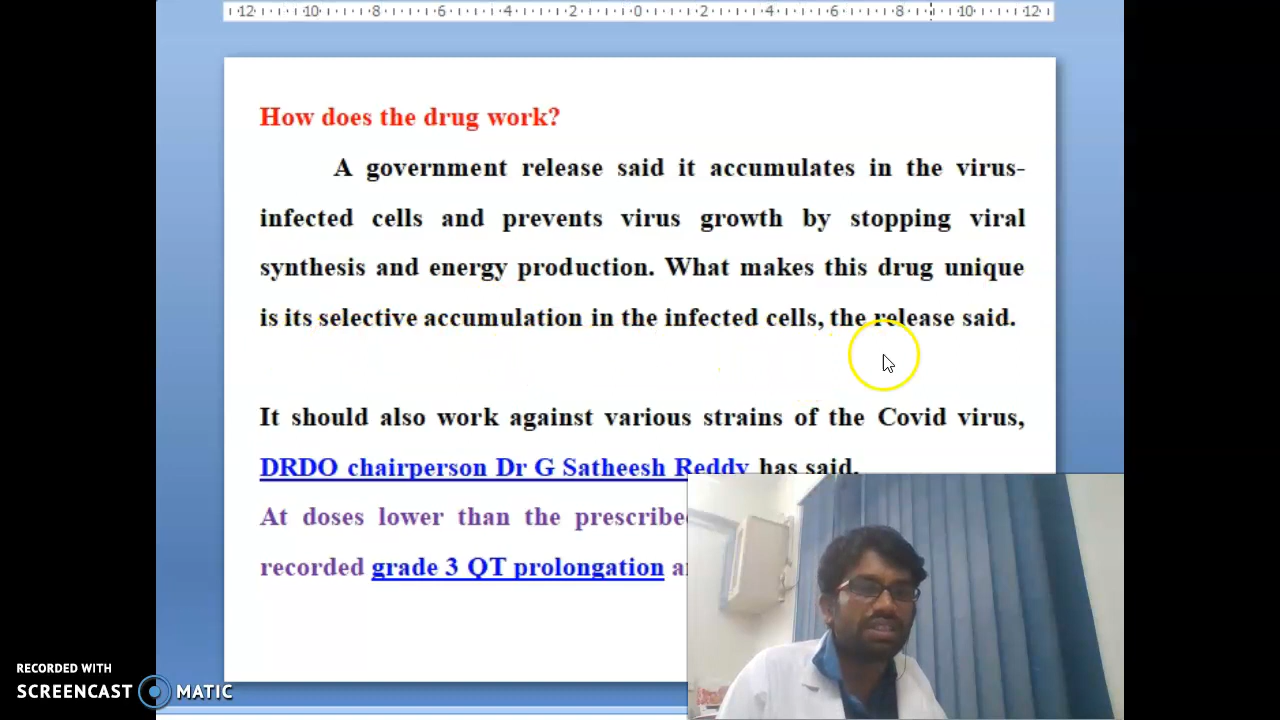 12 10 8 6 4 2 0 2 4 6 8 10 12
How does the drug work?
A government release said it accumulates in the virus-
infected cells and prevents virus growth by stopping viral
synthesis and energy production. What makes this drug unique
is its selective accumulation in the infected cells, the release said.
It should also work against various strains of the Covid virus,
DRDO chairperson Dr G Satheesh Reddy has said.
At doses lower than the
recorded grade 3 QT prolongation
RECORDED WITH
SCREENCAST MATIC